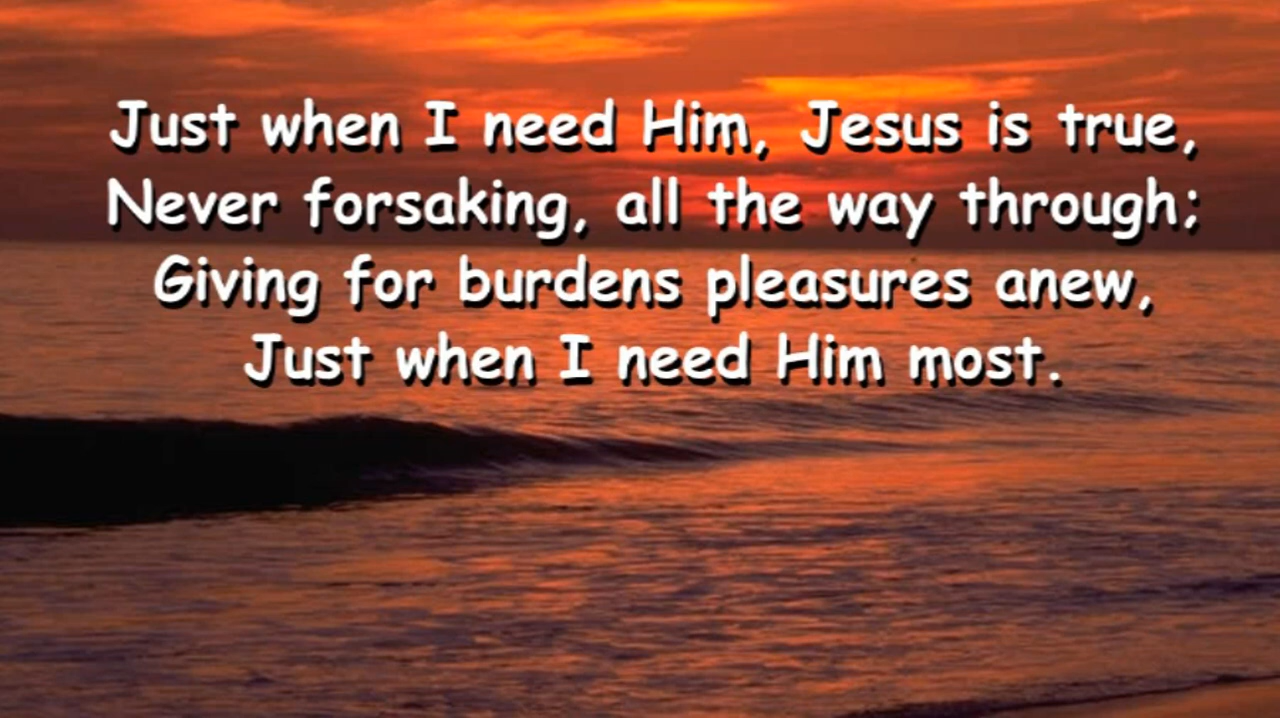 Just when I need Him, Jesus is true,
Never forsaking, all the way through;
Giving for burdens pleasures anew,
Just when I need Him most.